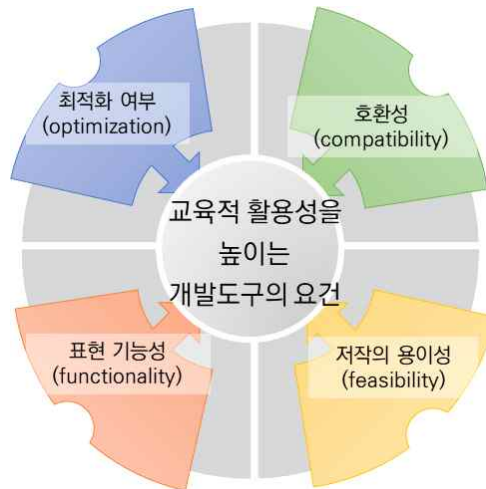 최적화 여부
(optimization)
호환성
(compatibility)
교육적 활용성을
높이는
개발도구의 요건
표현 기능성
(functionality)
저작의 용이성
(feasibility)